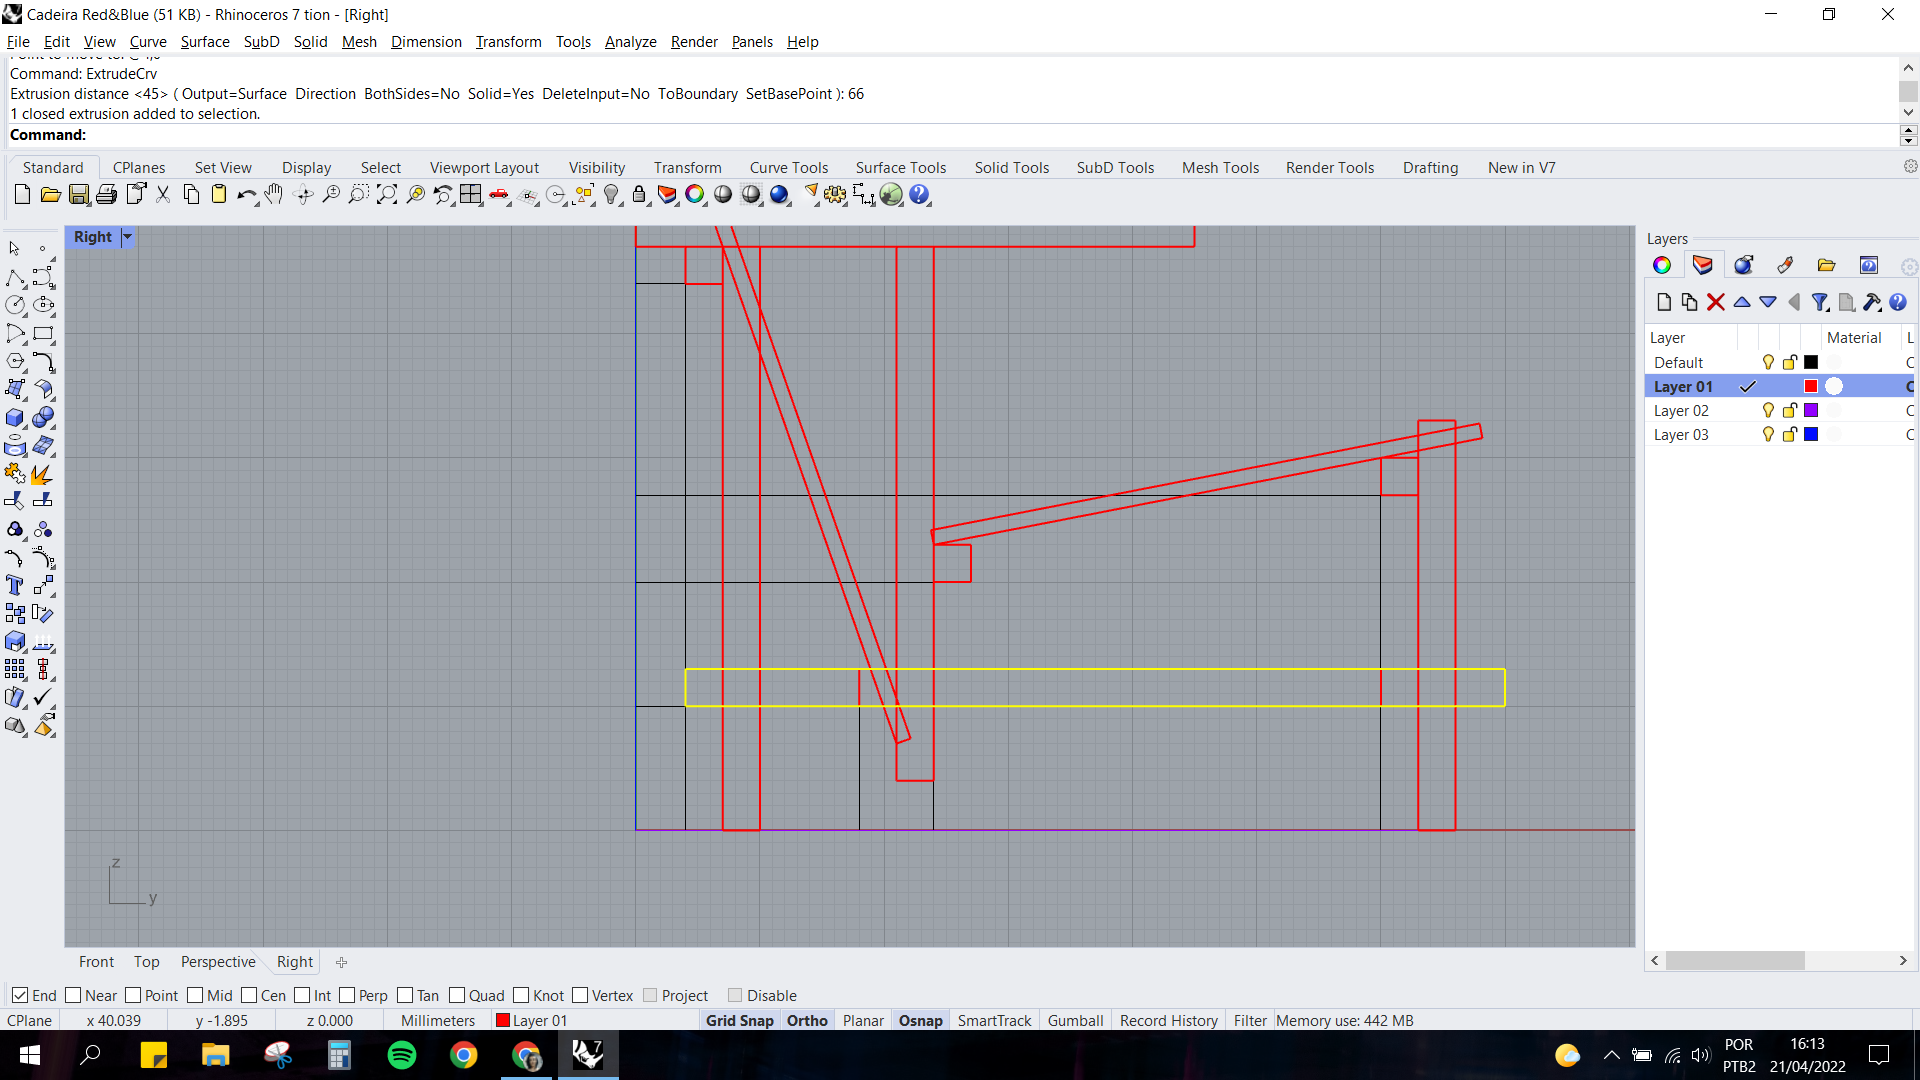 Cadeira Red&Blue (51 KB) - Rhinoceros 7 tion - [Right]
File Edit View Curve Surface SubD Solid Mesh Dimension Transform Tools Analyze Render Panels Help
Command: ExtrudeCrv
Extrusion distance <45> ( Output=Surface Direction BothSides=No Solid=Yes DeleteInput=No ToBoundary SetBasePoint ): 66
1 closed extrusion added to selection.
Command:
Standard CPlanes Set View Display Select Viewport Layout Visibility Transform Curve Tools Surface Tools Solid Tools SubD Tools Mesh Tools Render Tools Drafting New in V7
Right
Layers
Layer Material L
Default C
Layer 01 C
Layer 02 C
Layer 03 C
z
y
Front Top Perspective Right
End Near Point Mid Cen Int Perp Tan Quad Knot Vertex Project Disable
CPlane x 40.039 y -1.895 z 0.000 Millimeters Layer 01 Grid Snap Ortho Planar Osnap SmartTrack Gumball Record History Filter Memory use: 442 MB
7
POR
PTB2
16:13
21/04/2022